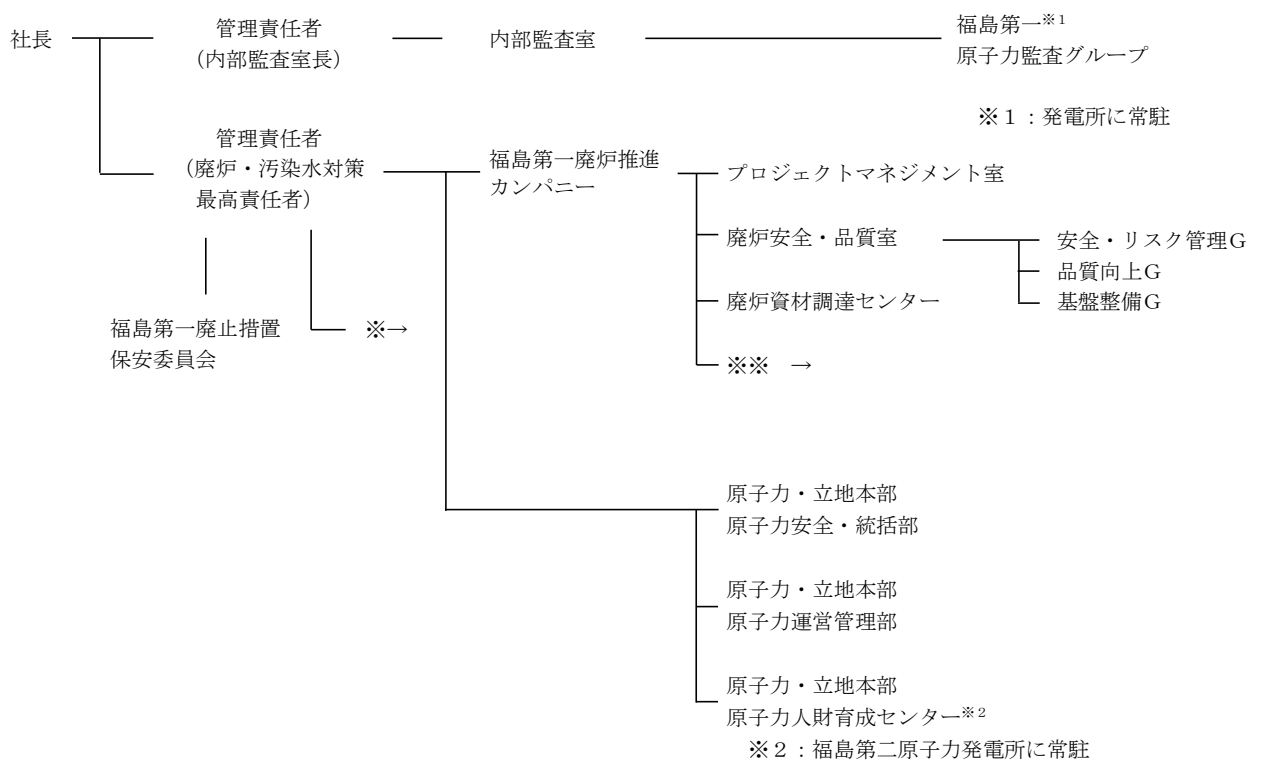 社長
管理責任者
(内部監査室長)
内部監査室
福島第一※1
原子力監査グループ
※1:発電所に常駐
管理責任者
(廃炉・汚染水対策
最高責任者)
福島第一廃炉推進
カンパニー
プロジェクトマネジメント室
廃炉安全・品質室
安全・リスク管理G
品質向上G
基盤整備G
廃炉資材調達センター
福島第一廃止措置
保安委員会
※→
※※ →
原子力・立地本部
原子力安全・統括部
原子力・立地本部
原子力運営管理部
原子力・立地本部
原子力人財育成センター※2
※2:福島第二原子力発電所に常駐